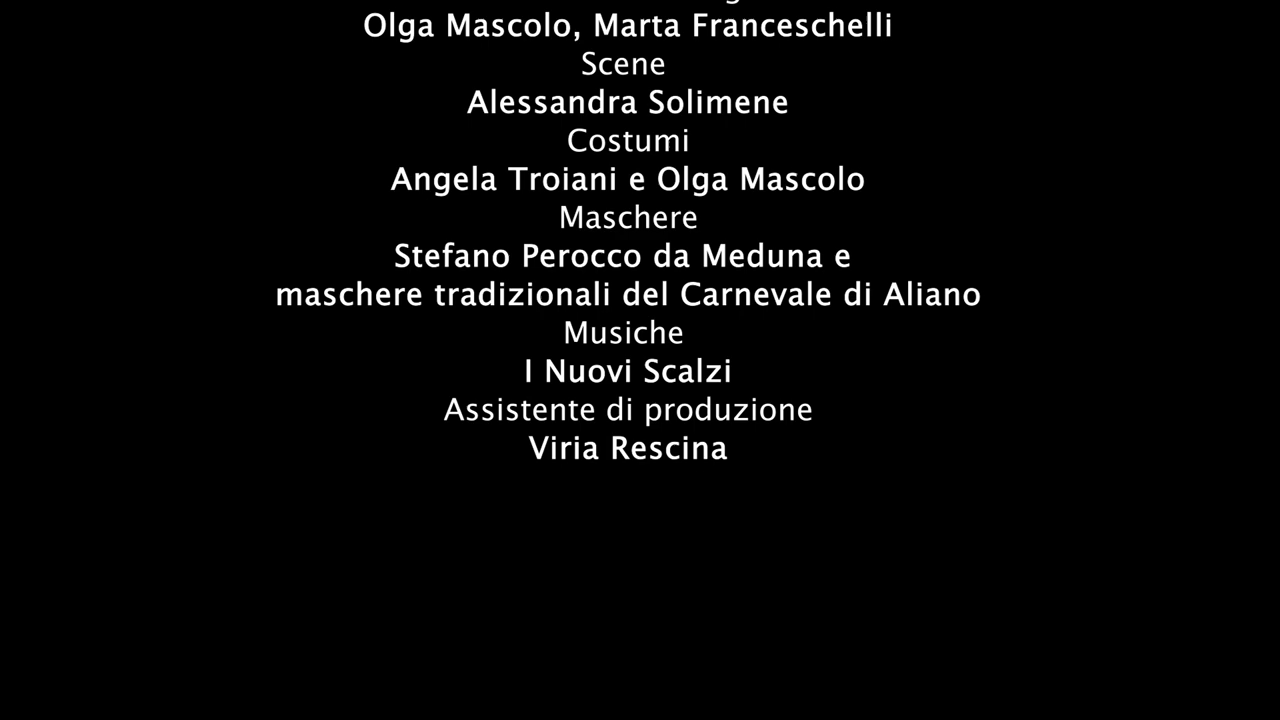 Olga Mascolo, Marta Franceschelli
Scene
Alessandra Solimene
Costumi
Angela Troiani e Olga Mascolo
Maschere
Stefano Perocco da Meduna e
maschere tradizionali del Carnevale di Aliano
Musiche
I Nuovi Scalzi
Assistente di produzione
Viria Rescina